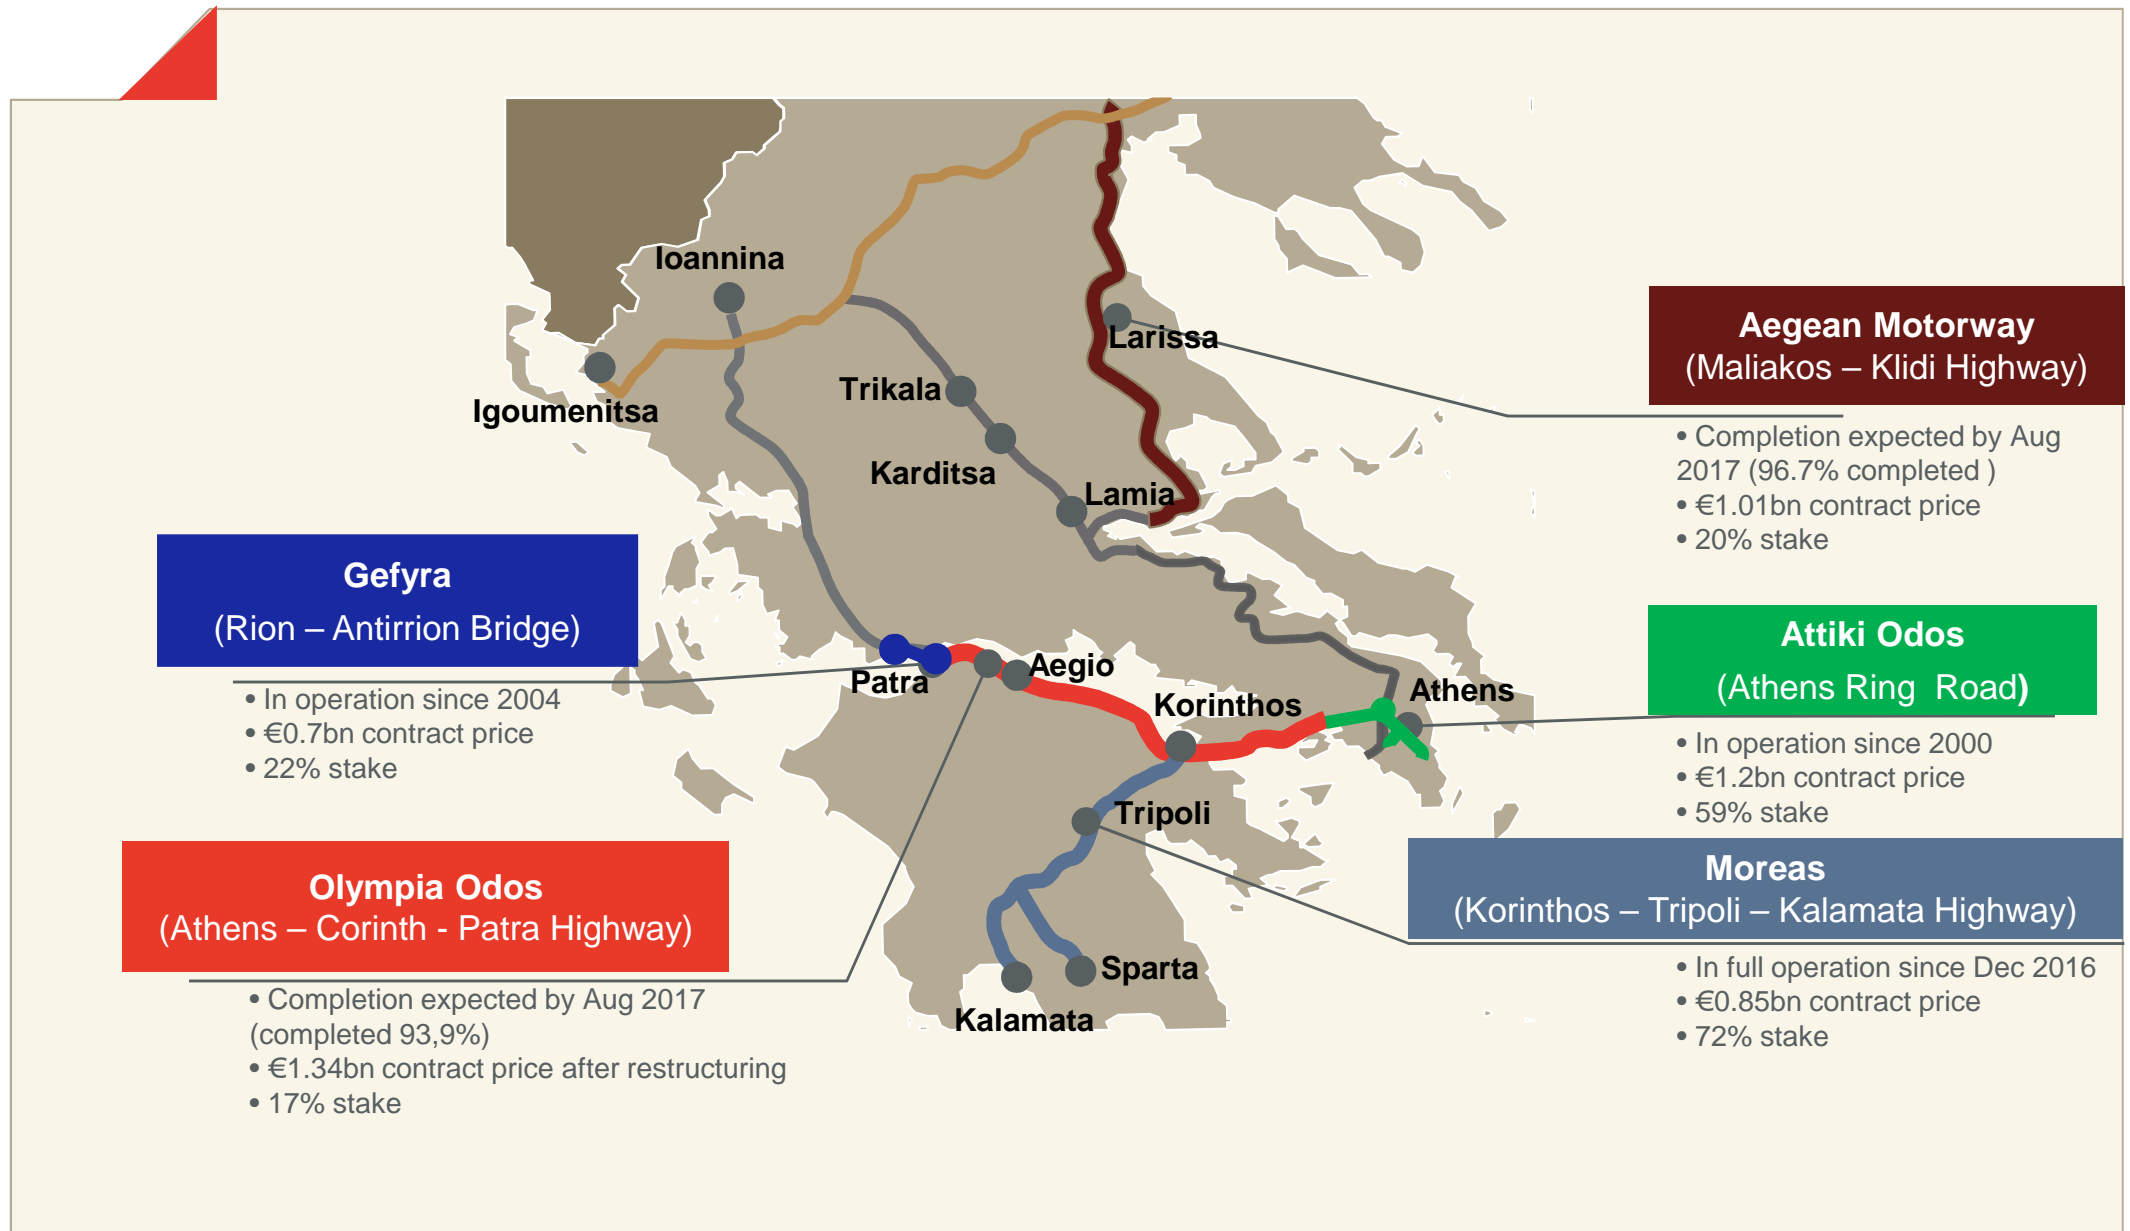 Ioannina
Igoumenitsa
Trikala
Karditsa
Larissa
Lamia
Patra
Aegio
Korinthos
Athens
Tripoli
Sparta
Kalamata
Aegean Motorway
(Maliakos – Klidi Highway)
• Completion expected by Aug
2017 (96.7% completed )
• €1.01bn contract price
• 20% stake
Gefyra
(Rion – Antirrion Bridge)
• In operation since 2004
• €0.7bn contract price
• 22% stake
Attiki Odos
(Athens Ring  Road)
• In operation since 2000
• €1.2bn contract price
• 59% stake
Olympia Odos
(Athens – Corinth - Patra Highway)
• Completion expected by Aug 2017
(completed 93,9%)
• €1.34bn contract price after restructuring
• 17% stake
Moreas
(Korinthos – Tripoli – Kalamata Highway)
• In full operation since Dec 2016
• €0.85bn contract price
• 72% stake